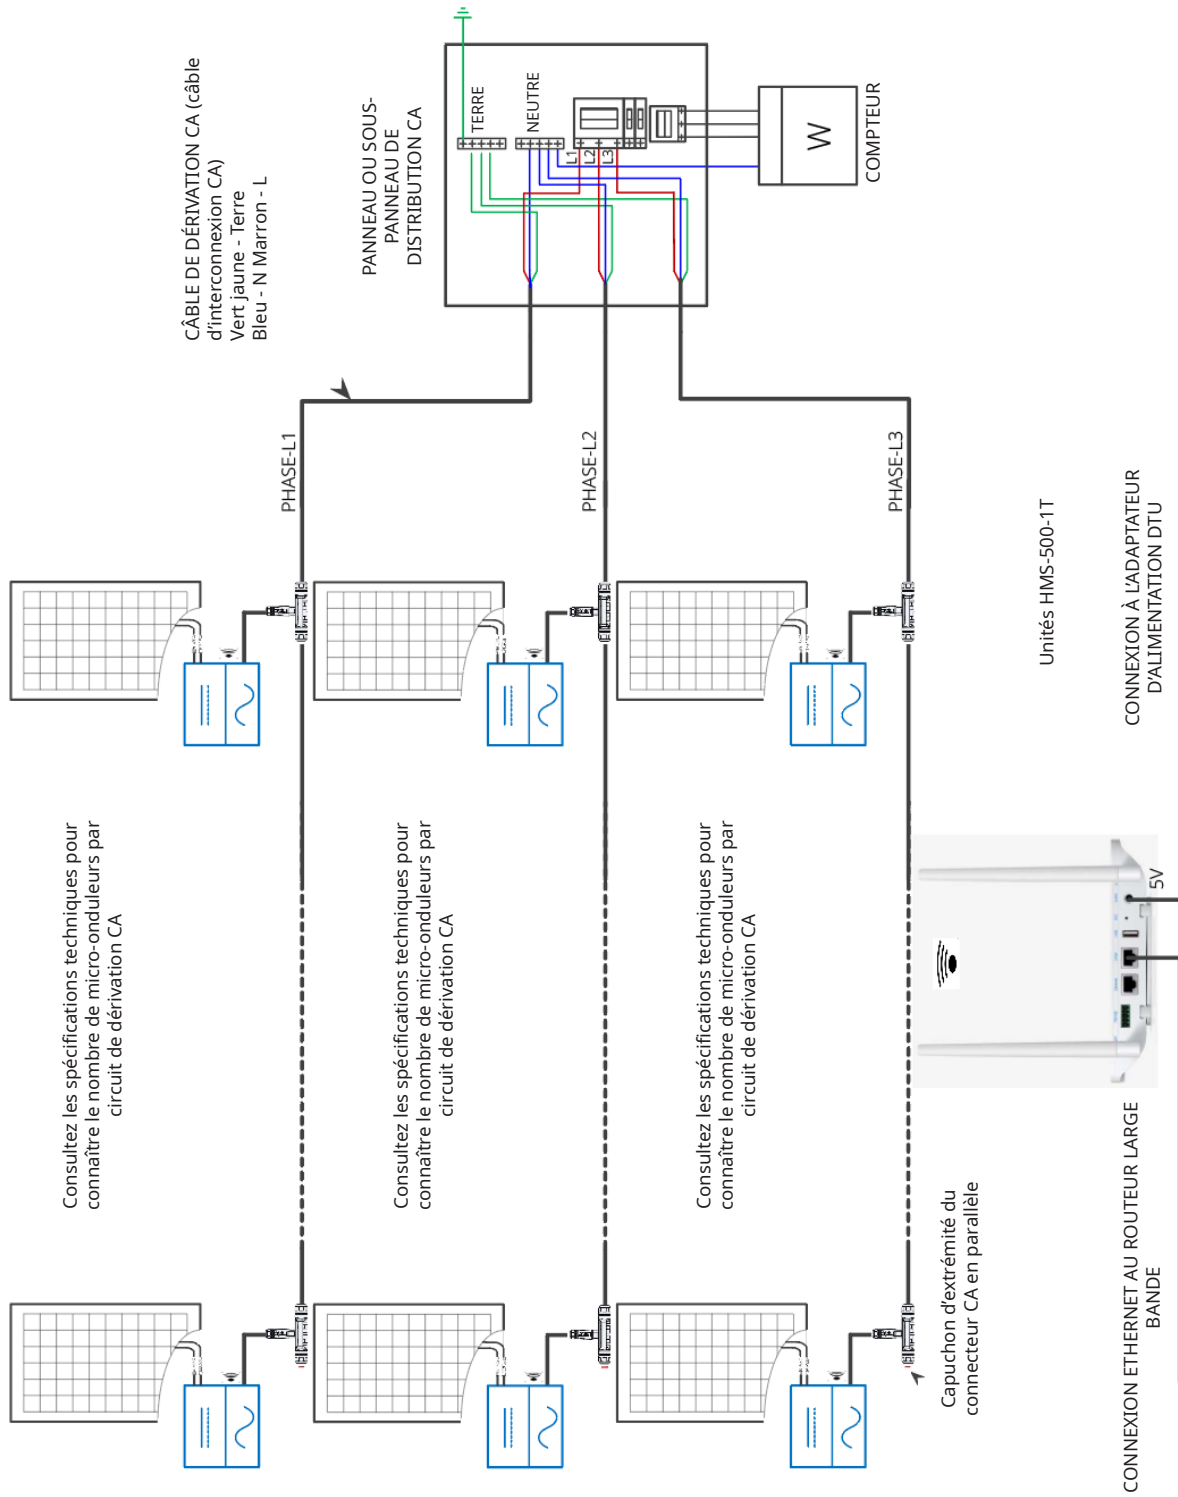 Consultez les spécifications techniques pour
connaître le nombre de micro-onduleurs par
circuit de dérivation CA
CÂBLE DE DÉRIVATION CA (câble
d'interconnexion CA)
Vert jaune - Terre
Bleu - N Marron - L
PHASE-L1
PANNEAU OU SOUS-
PANNEAU DE
DISTRIBUTION CA
TERRE
NEUTRE
L1
L2
L3
W
COMPTEUR
Consultez les spécifications techniques pour
connaître le nombre de micro-onduleurs par
circuit de dérivation CA
PHASE-L2
Consultez les spécifications techniques pour
connaître le nombre de micro-onduleurs par
circuit de dérivation CA
PHASE-L3
Capuchon d'extrémité du
connecteur CA en parallèle
Unités HMS-500-1T
CONNEXION ETHERNET AU ROUTEUR LARGE
BANDE
5V
CONNEXION À L'ADAPTATEUR
D'ALIMENTATION DTU